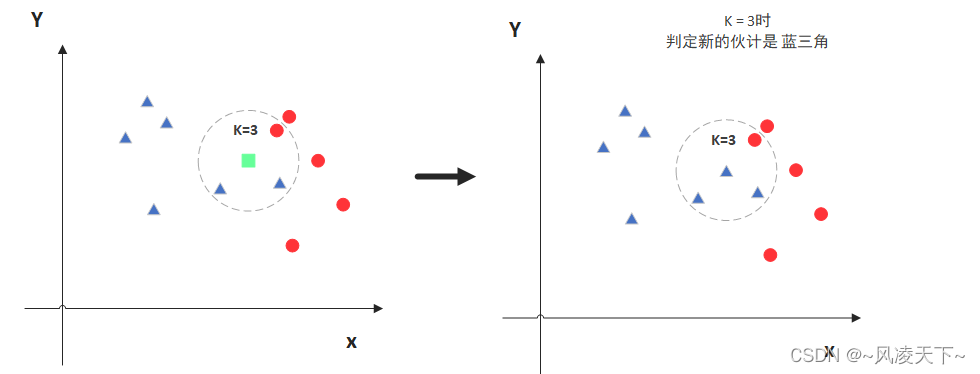 Y
K=3
x
K = 3时
判定新的伙计是 蓝三角
Y
K=3
x
CSDN @~风凌天下~